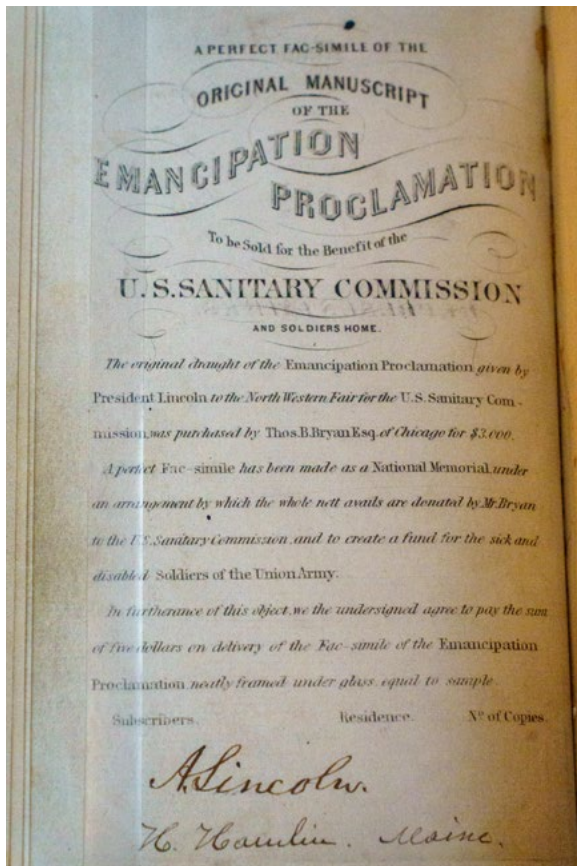 A PERFECT FAC-SIMILE OF THE
ORIGINAL MANUSCRIPT
OF THE
EMANCIPATION
PROCLAMATION
To be Sold for the Benefit of the
U.S. SANITARY COMMISSION
AND SOLDIERS HOME.
The original draught of the Emancipation Proclamation given by
President Lincoln to the North Western Fair for the U.S. Sanitary Com-
mission, was purchased by Thos. B. Bryan Esq. of Chicago for $3.000.
A perfect Fac-simile has been made as a National Memorial, under
an arrangement by which the whole nett avails are donated by Mr. Bryan
to the U.S. Sanitary Commission, and to create a fund for the sick and
disabled Soldiers of the Union Army.
In furtherance of this object, we the undersigned agree to pay the sum
of five dollars on delivery of the Fac-simile of the Emancipation
Proclamation, neatly framed under glass, equal to sample.
Subscribers. Residence. No. of Copies.
A. Lincoln.
H. Hamlin. Maine.